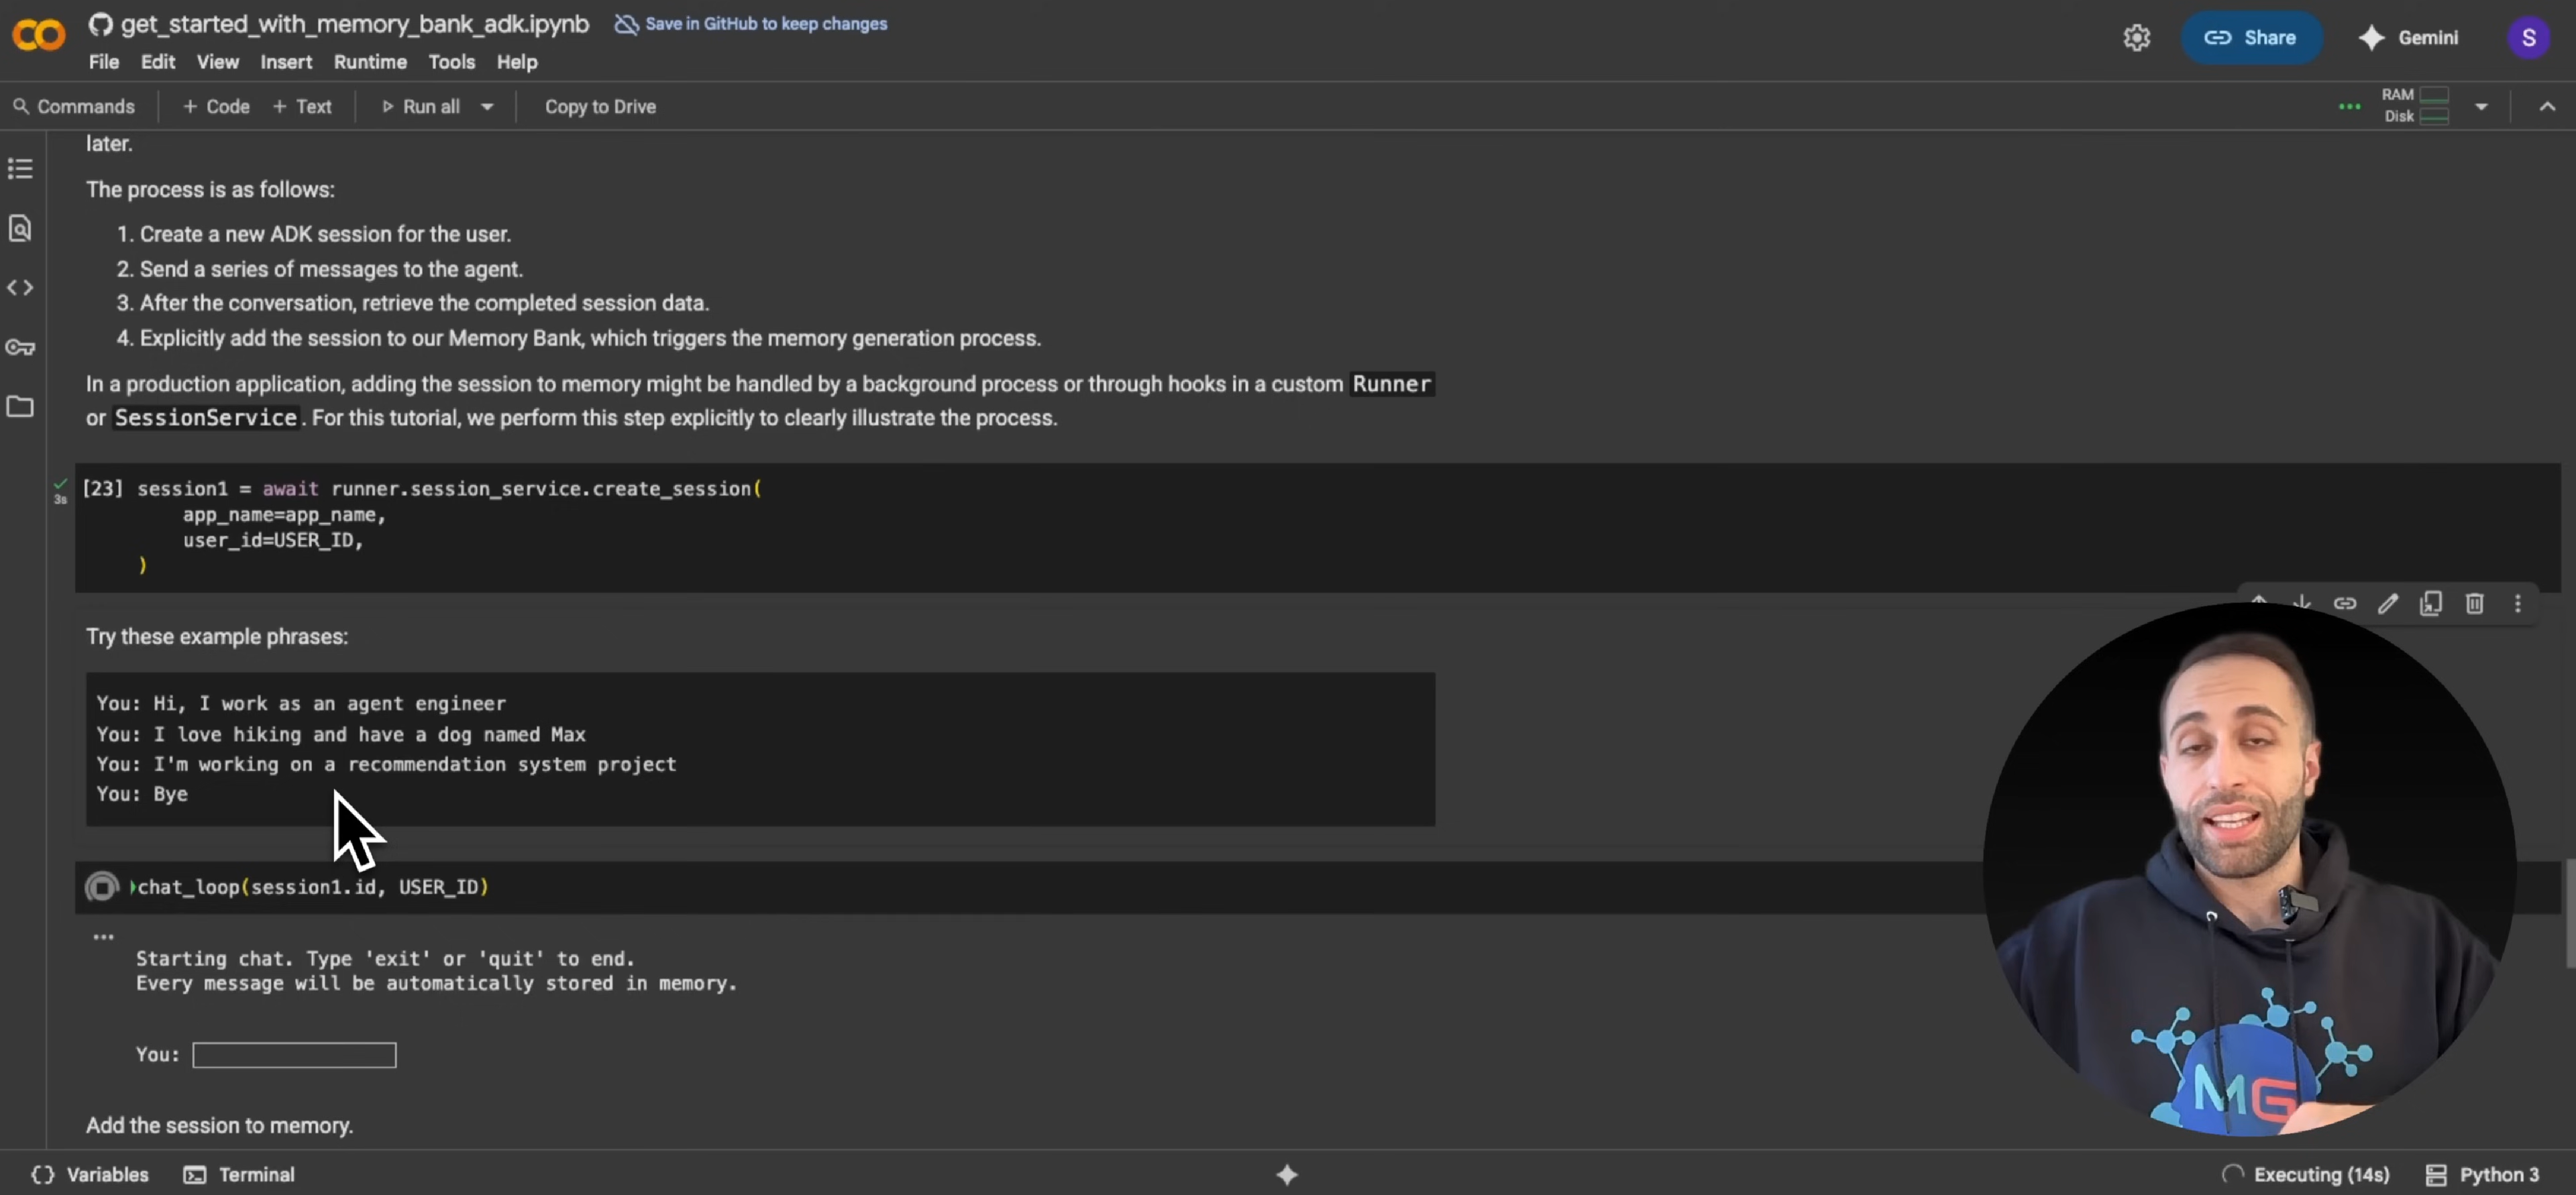 get_started_with_memory_bank_adk.ipynb
Save in GitHub to keep changes
Share
Gemini
S
File Edit View Insert Runtime Tools Help
Commands + Code + Text Run all Copy to Drive
RAM
Disk
later.
The process is as follows:
1. Create a new ADK session for the user.
2. Send a series of messages to the agent.
3. After the conversation, retrieve the completed session data.
4. Explicitly add the session to our Memory Bank, which triggers the memory generation process.
In a production application, adding the session to memory might be handled by a background process or through hooks in a custom Runner
or SessionService. For this tutorial, we perform this step explicitly to clearly illustrate the process.
3s
[23] session1 = await runner.session_service.create_session(
app_name=app_name,
user_id=USER_ID,
)
Try these example phrases:
You: Hi, I work as an agent engineer
You: I love hiking and have a dog named Max
You: I'm working on a recommendation system project
You: Bye
chat_loop(session1.id, USER_ID)
Starting chat. Type 'exit' or 'quit' to end.
Every message will be automatically stored in memory.
You:
Add the session to memory.
MG
Variables Terminal
Executing (14s) Python 3